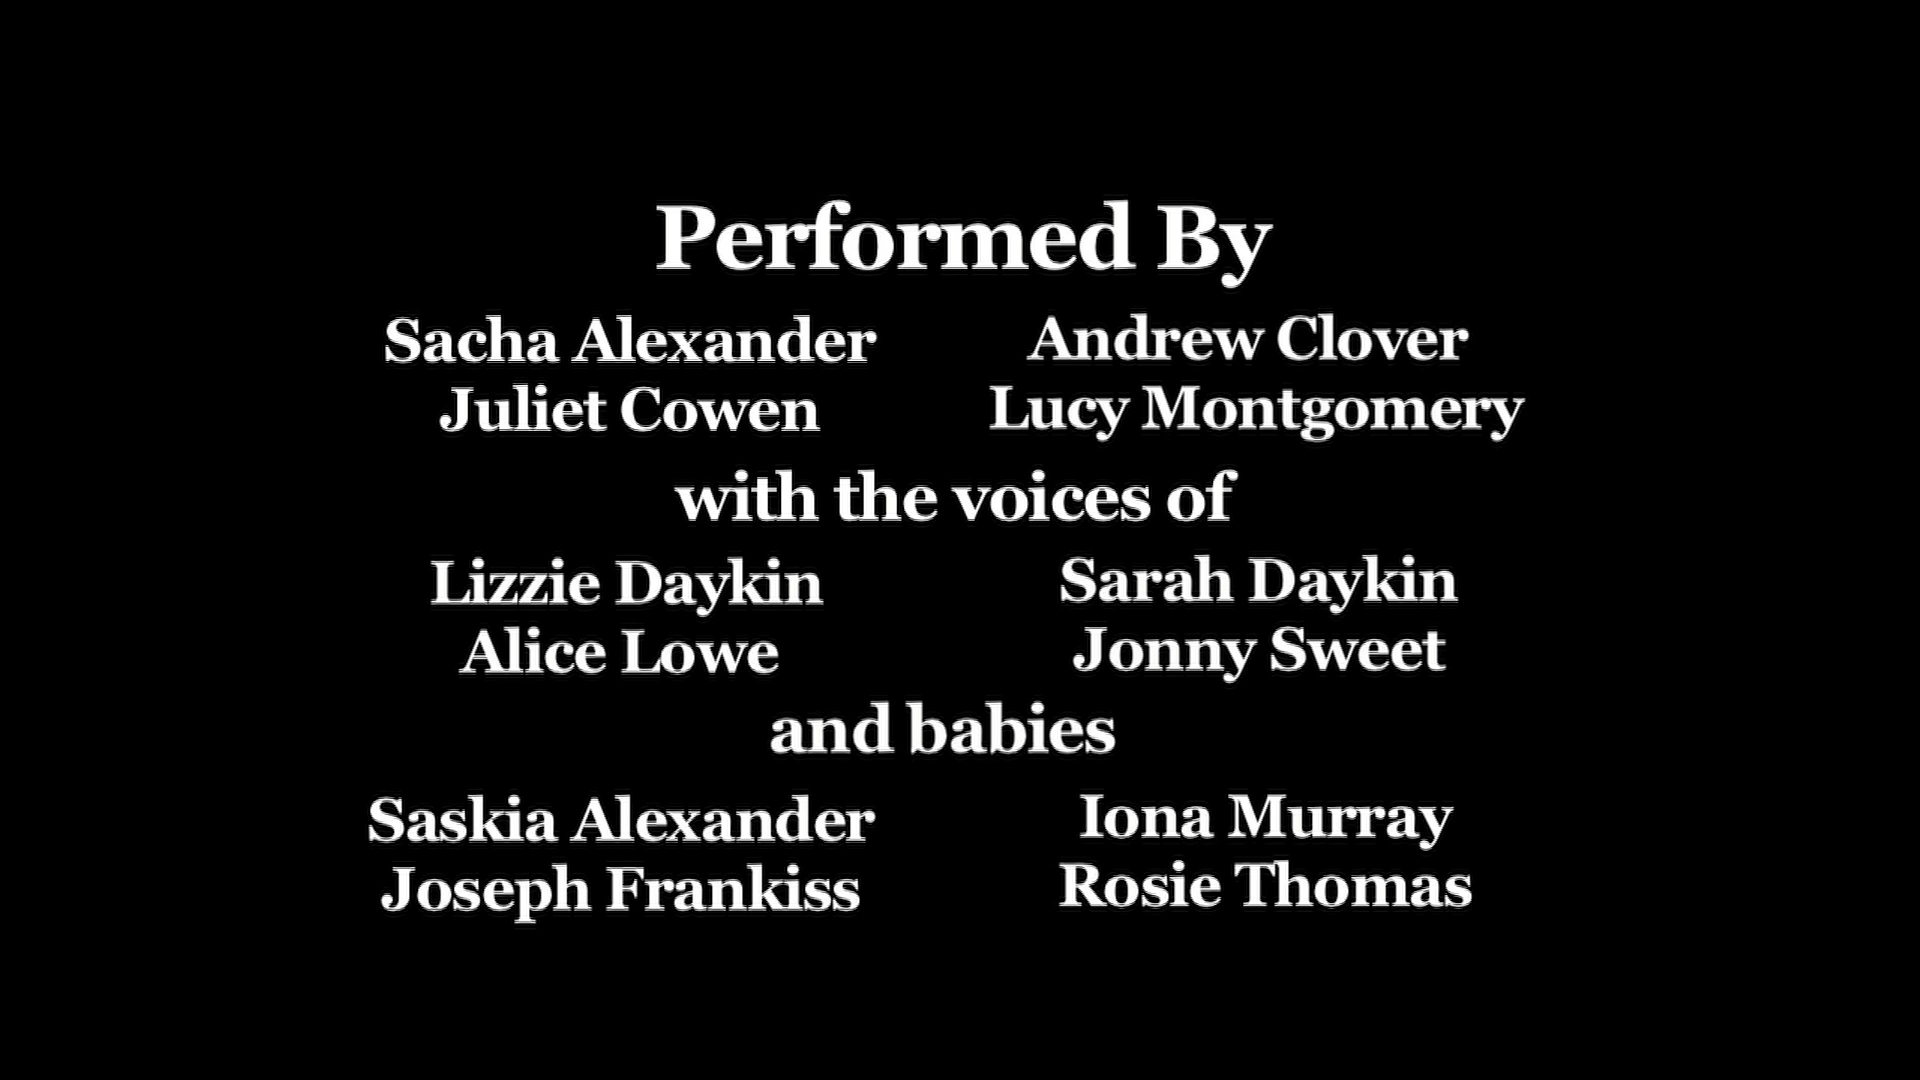 Performed By
Sacha Alexander Andrew Clover
Juliet Cowen Lucy Montgomery
with the voices of
Lizzie Daykin Sarah Daykin
Alice Lowe Jonny Sweet
and babies
Saskia Alexander Iona Murray
Joseph Frankiss Rosie Thomas